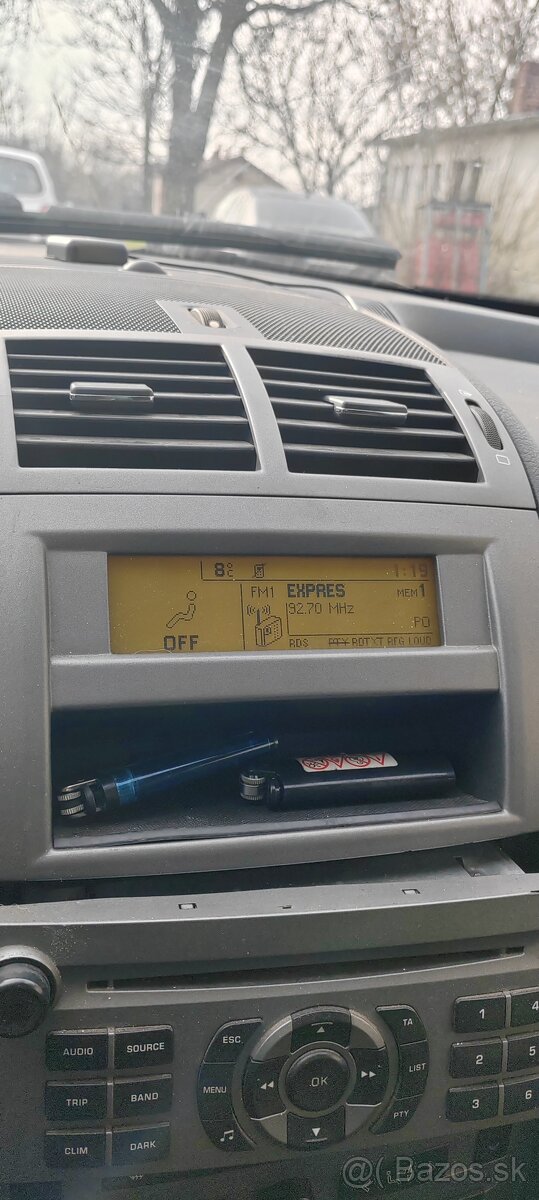 8°C 1:19
FM1 EXPRES MEM1
92.70 MHz
OFF
RDS PTY RDTXT REG LOUD
ESC TA
AUDIO SOURCE
MENU OK LIST
TRIP BAND
PTY
CLIM DARK
1 4
2 5
3 6
@ Bazos.sk